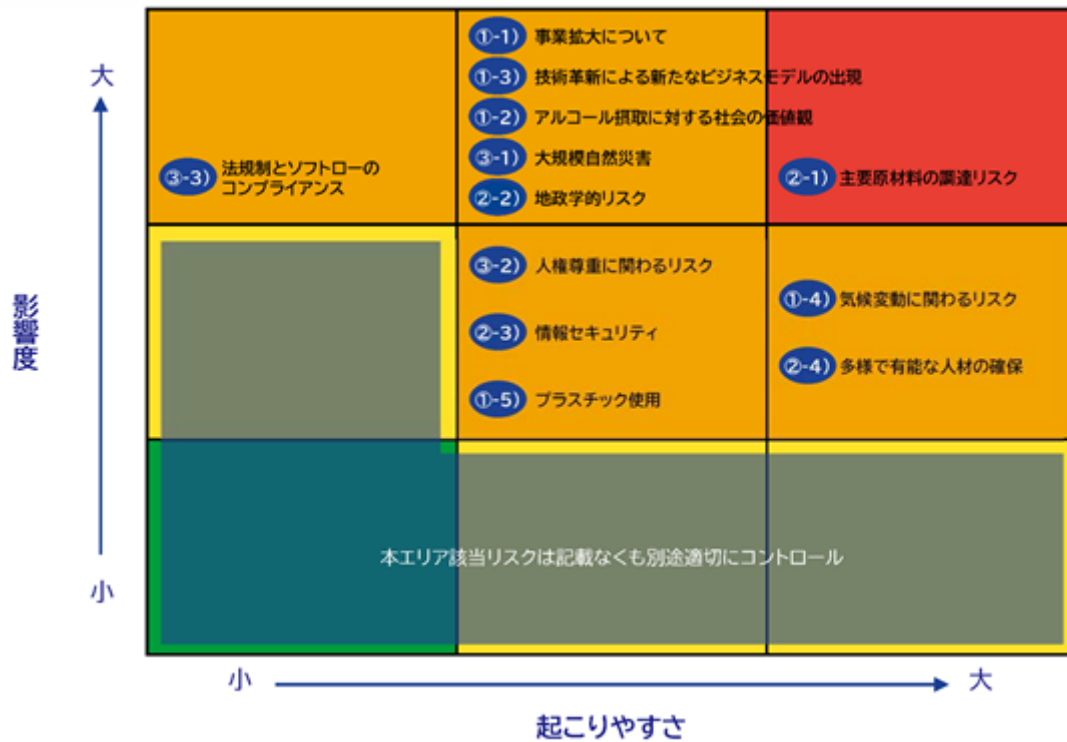 大
影響度
小
①-1) 事業拡大について
①-3) 技術革新による新たなビジネスモデルの出現
①-2) アルコール摂取に対する社会の価値観
③-1) 大規模自然災害
②-2) 地政学的リスク
③-3) 法規制とソフトローの
コンプライアンス
②-1) 主要原材料の調達リスク
③-2) 人権尊重に関わるリスク
②-3) 情報セキュリティ
①-5) プラスチック使用
①-4) 気候変動に関わるリスク
②-4) 多様で有能な人材の確保
本エリア該当リスクは記載なくも別途適切にコントロール
小
大
起こりやすさ